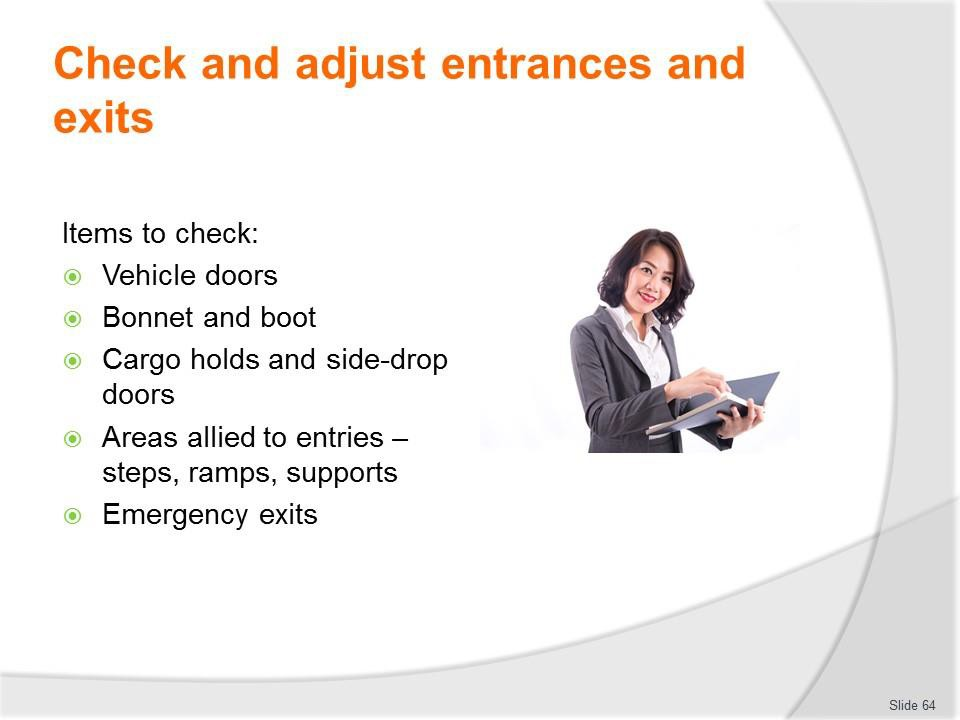 Check and adjust entrances and
exits
Items to check:
Vehicle doors
Bonnet and boot
Cargo holds and side-drop
doors
Areas allied to entries –
steps, ramps, supports
Emergency exits
Slide 64